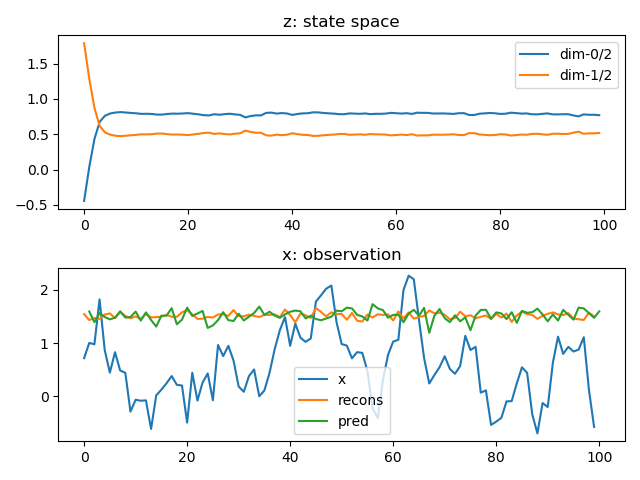 z: state space
1.5
1.0
0.5
0.0
−0.5
dim-0/2
dim-1/2
0 20 40 60 80 100
x: observation
2
1
0
x
recons
pred
0 20 40 60 80 100